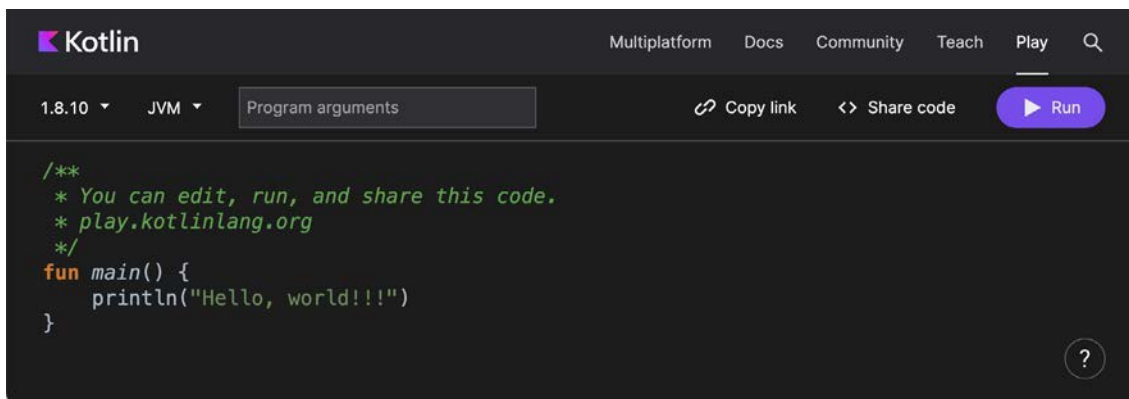 Kotlin Multiplatform Docs Community Teach Play
1.8.10 JVM Program arguments Copy link <> Share code Run
/**
 * You can edit, run, and share this code.
 * play.kotlinlang.org
 */
fun main() {
    println("Hello, world!!!")
}
?